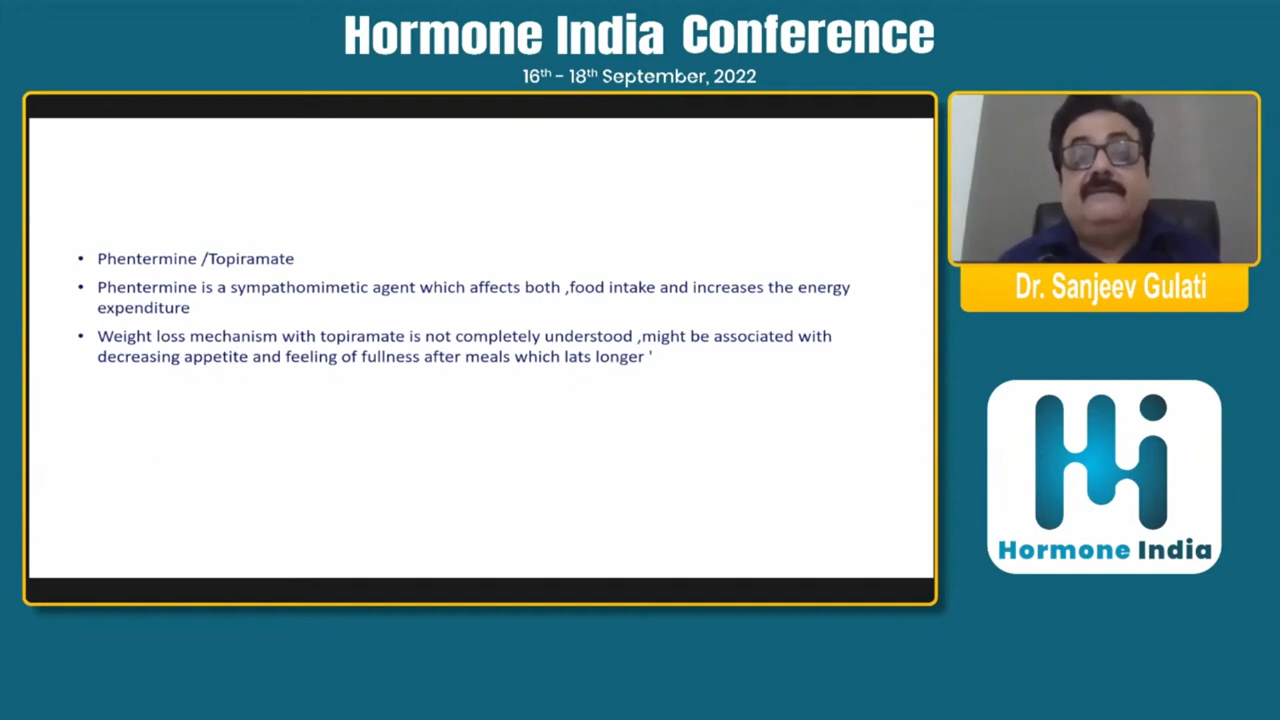 Hormone India Conference
16th - 18th September, 2022
• Phentermine /Topiramate
• Phentermine is a sympathomimetic agent which affects both ,food intake and increases the energy
expenditure
• Weight loss mechanism with topiramate is not completely understood ,might be associated with
decreasing appetite and feeling of fullness after meals which lats longer '
Dr. Sanjeev Gulati
Hi
Hormone India